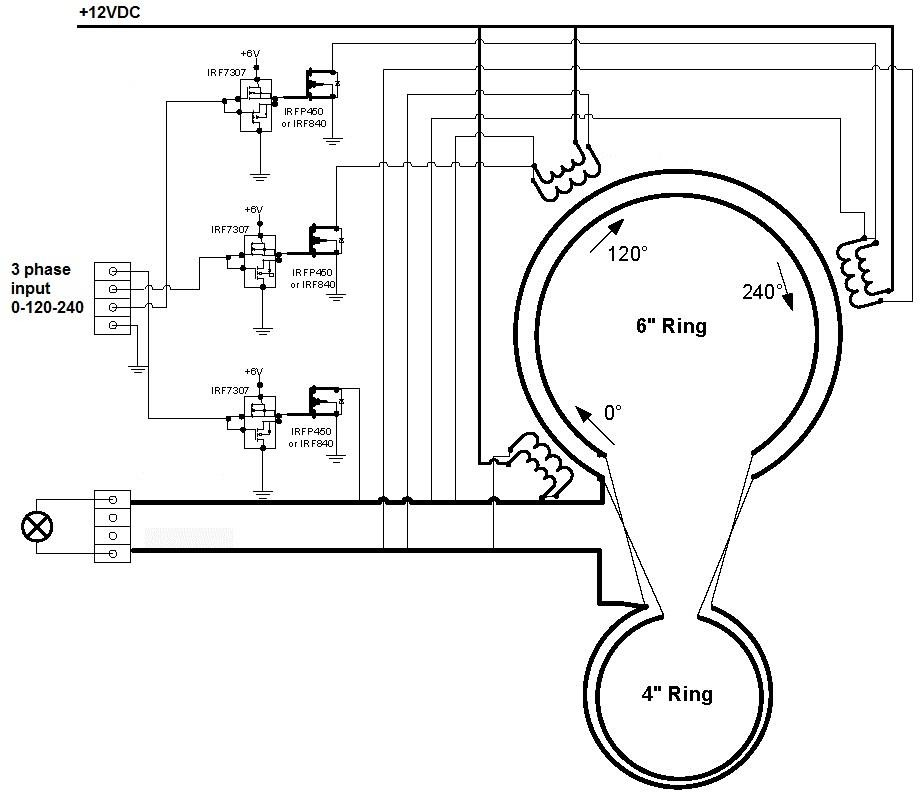 +12VDC
+6V
IRF7307
IRFP450
or IRF840
+6V
IRF7307
IRFP450
or IRF840
3 phase
input
0-120-240
120°
240°
6" Ring
+6V
IRF7307
IRFP450
or IRF840
0°
4" Ring